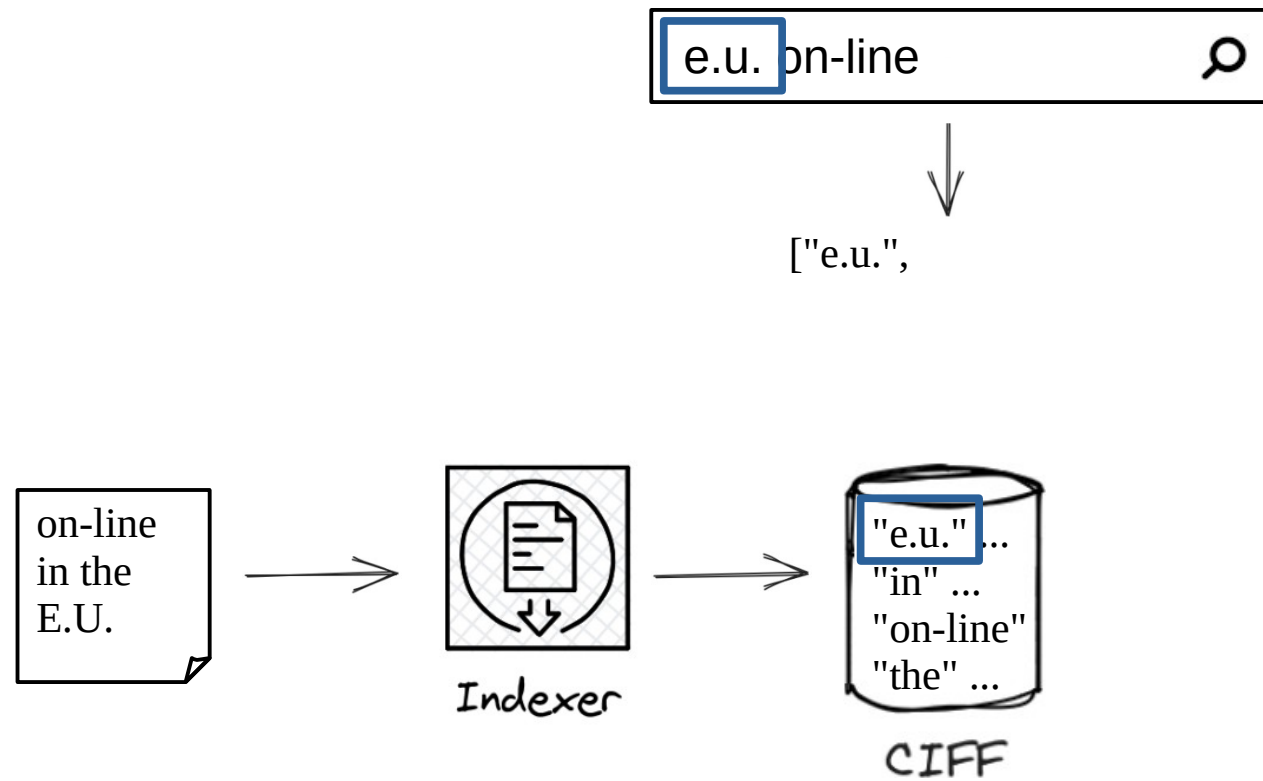 e.u. on-line
["e.u.",
on-line
in the
E.U.
Indexer
"e.u." ...
"in" ...
"on-line"
"the" ...
CIFF